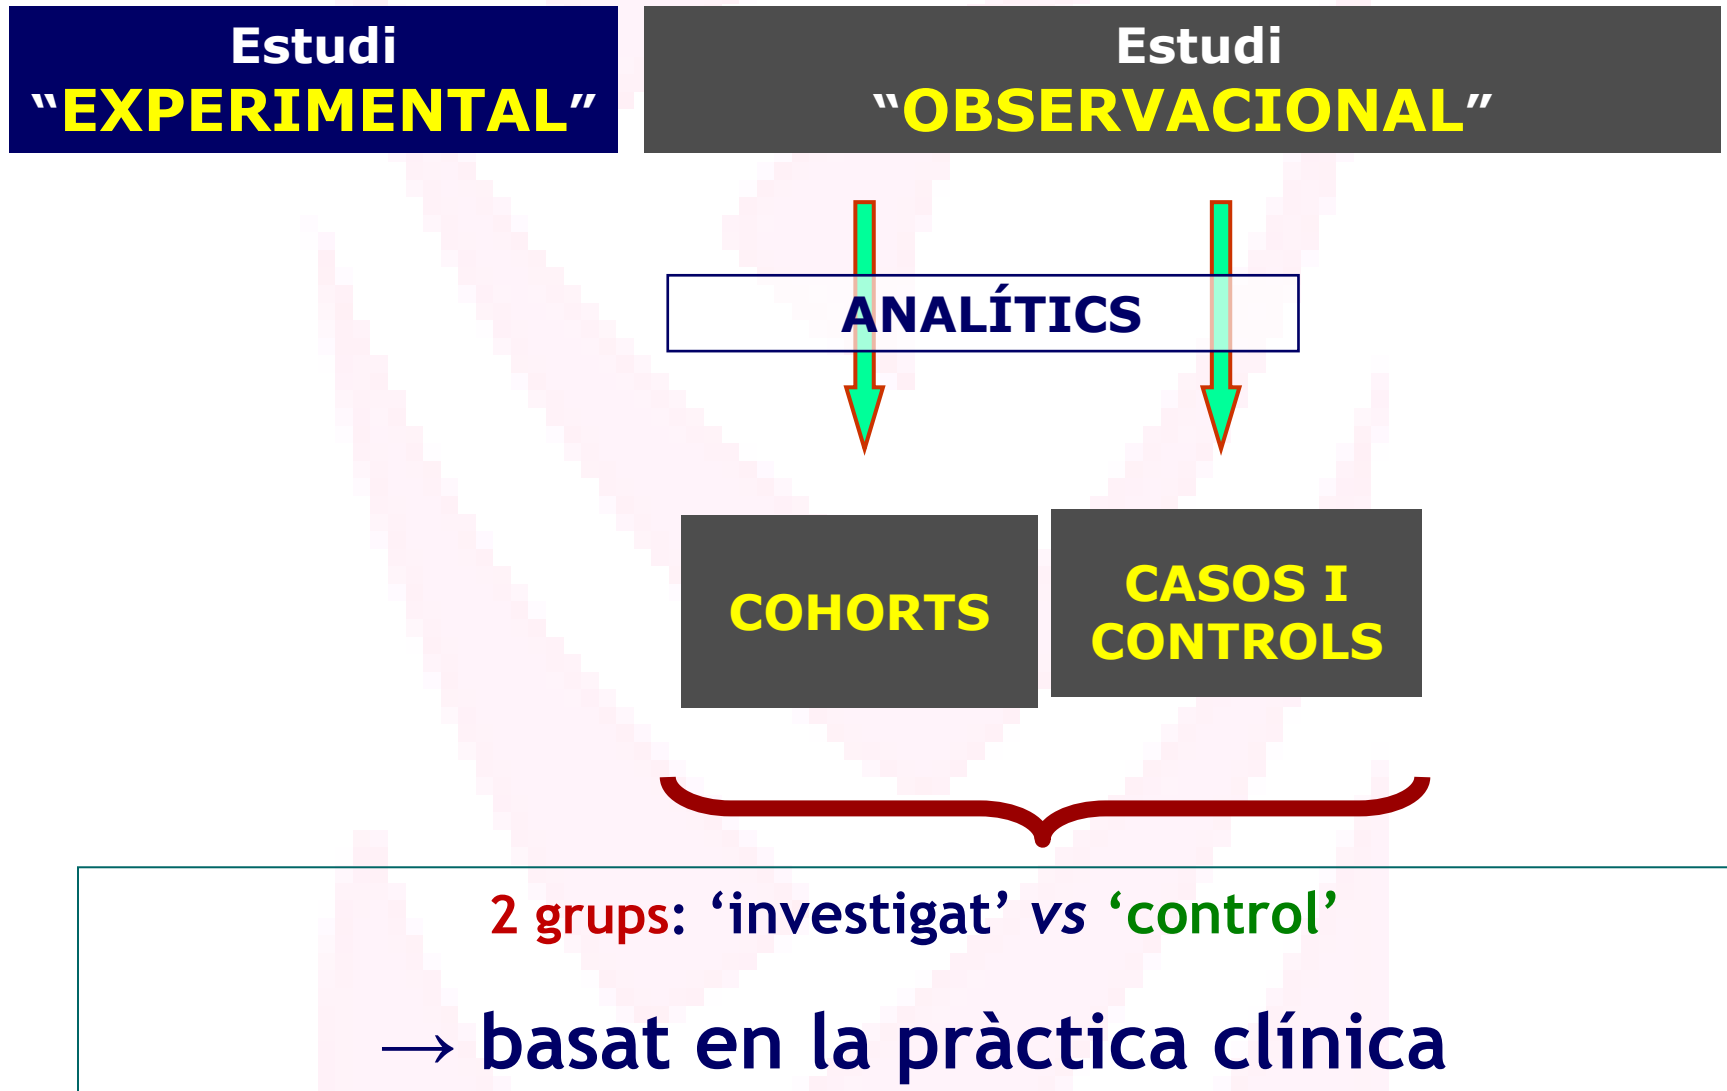 Estudi
“EXPERIMENTAL”
Estudi
“OBSERVACIONAL”
ANALÍTICS
COHORTS
CASOS I
CONTROLS
2 grups: ‘investigat’ vs ‘control’
→ basat en la pràctica clínica